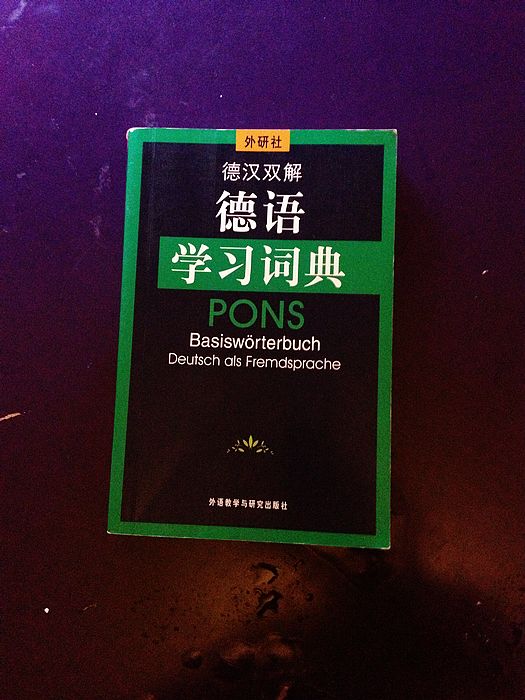 外研社
德汉双解
德语
学习词典
PONS
Basiswörterbuch
Deutsch als Fremdsprache
外语教学与研究出版社